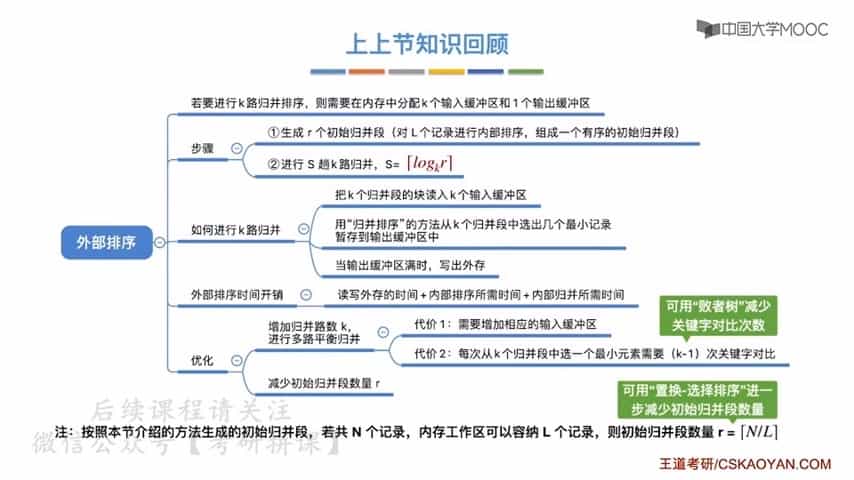 中国大学MOOC
上上节知识回顾
若要进行k路归并排序，则需要在内存中分配k个输入缓冲区和1个输出缓冲区
外部排序
步骤
①生成 r 个初始归并段（对 L个记录进行内部排序，组成一个有序的初始归并段）
②进行 S 趟k路归并，S= ⌈logₖr⌉
如何进行k路归并
把k个归并段的块读入k个输入缓冲区
用“归并排序”的方法从k个归并段中选出几个最小记录
暂存到输出缓冲区中
当输出缓冲区满时，写出外存
外部排序时间开销
读写外存的时间＋内部排序所需时间＋内部归并所需时间
优化
增加归并路数 k，
进行多路平衡归并
代价 1：需要增加相应的输入缓冲区
代价 2：每次从 k个归并段中选一个最小元素需要（k-1）次关键字对比
可用“败者树”减少
关键字对比次数
减少初始归并段数量 r
可用“置换-选择排序”进一
步减少初始归并段数量
后续课程请关注
微信公众号【考研拼课】
注：按照本节介绍的方法生成的初始归并段，若共 N 个记录，内存工作区可以容纳 L 个记录，则初始归并段数量 r = ⌈N/L⌉
王道考研/CSKAOYAN.COM